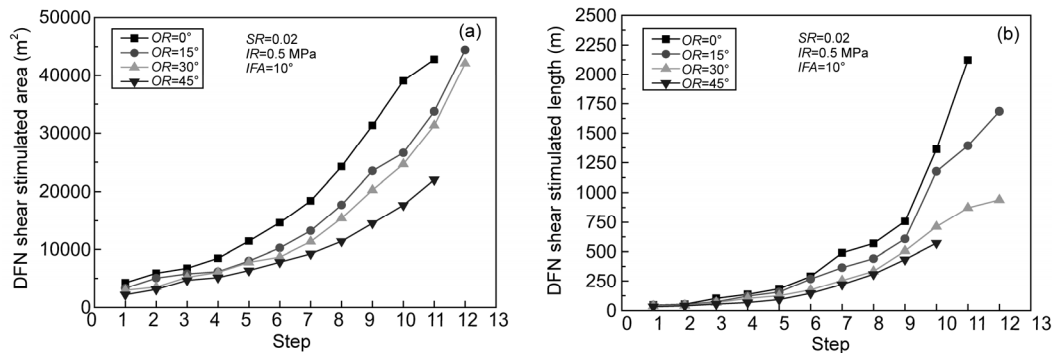 (a)
OR=0°
OR=15°
OR=30°
OR=45°
SR=0.02
IR=0.5 MPa
IFA=10°
DFN shear stimulated area (m²)
50000
40000
30000
20000
10000
0
0 1 2 3 4 5 6 7 8 9 10 11 12 13
Step
(b)
OR=0°
OR=15°
OR=30°
OR=45°
SR=0.02
IR=0.5 MPa
IFA=10°
DFN shear stimulated length (m)
2500
2250
2000
1750
1500
1250
1000
750
500
250
0
0 1 2 3 4 5 6 7 8 9 10 11 12 13
Step